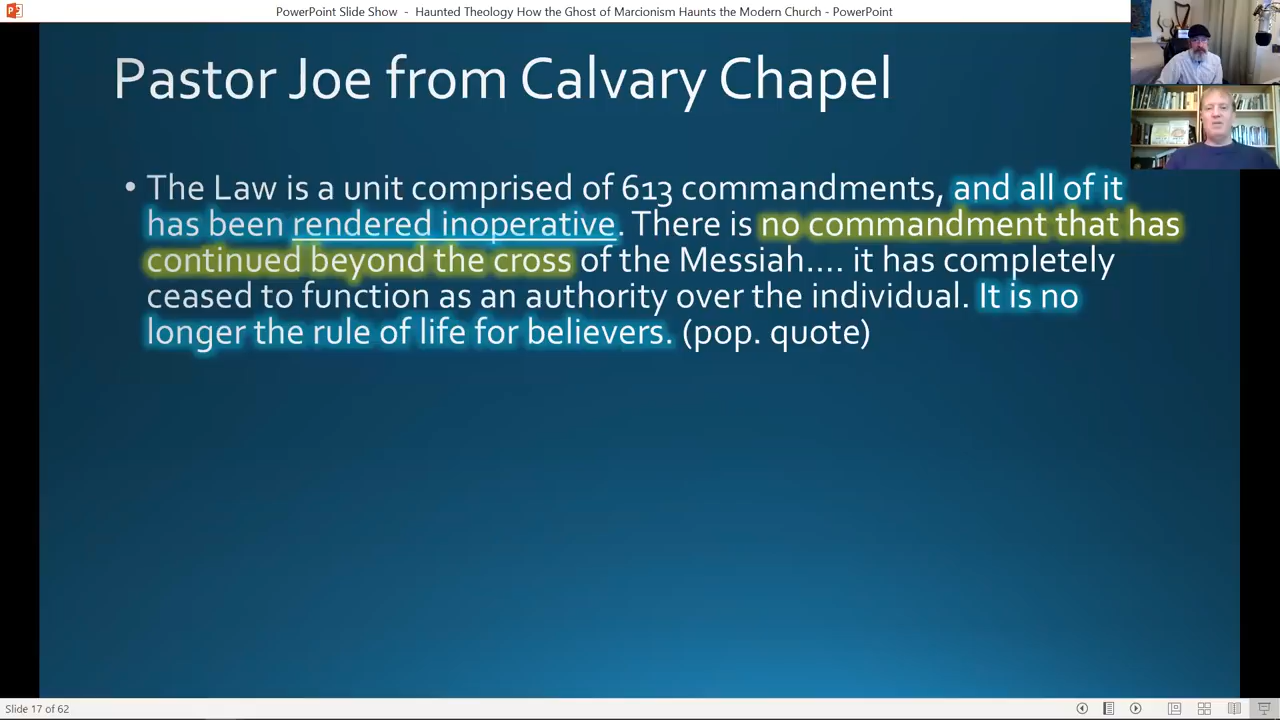 PowerPoint Slide Show - Haunted Theology How the Ghost of Marcionism Haunts the Modern Church - PowerPoint
Pastor Joe from Calvary Chapel
• The Law is a unit comprised of 613 commandments, and all of it
has been rendered inoperative. There is no commandment that has
continued beyond the cross of the Messiah.... it has completely
ceased to function as an authority over the individual. It is no
longer the rule of life for believers. (pop. quote)
Slide 17 of 62